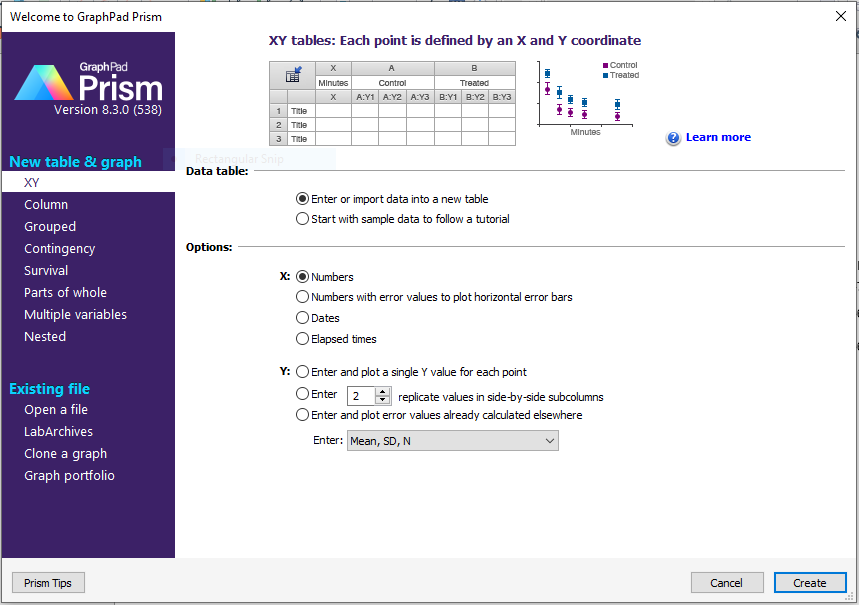 Welcome to GraphPad Prism
GraphPad
Prism
Version 8.3.0 (538)
New table & graph
XY
Column
Grouped
Contingency
Survival
Parts of whole
Multiple variables
Nested
Existing file
Open a file
LabArchives
Clone a graph
Graph portfolio
XY tables: Each point is defined by an X and Y coordinate
X A B
Minutes Control Treated
X A:Y1 A:Y2 A:Y3 B:Y1 B:Y2 B:Y3
1 Title
2 Title
3 Title
Control
Treated
Minutes
? Learn more
Rectangular Snip
Data table:
Enter or import data into a new table
Start with sample data to follow a tutorial
Options:
X: Numbers
Numbers with error values to plot horizontal error bars
Dates
Elapsed times
Y: Enter and plot a single Y value for each point
Enter 2 replicate values in side-by-side subcolumns
Enter and plot error values already calculated elsewhere
Enter: Mean, SD, N
Prism Tips Cancel Create